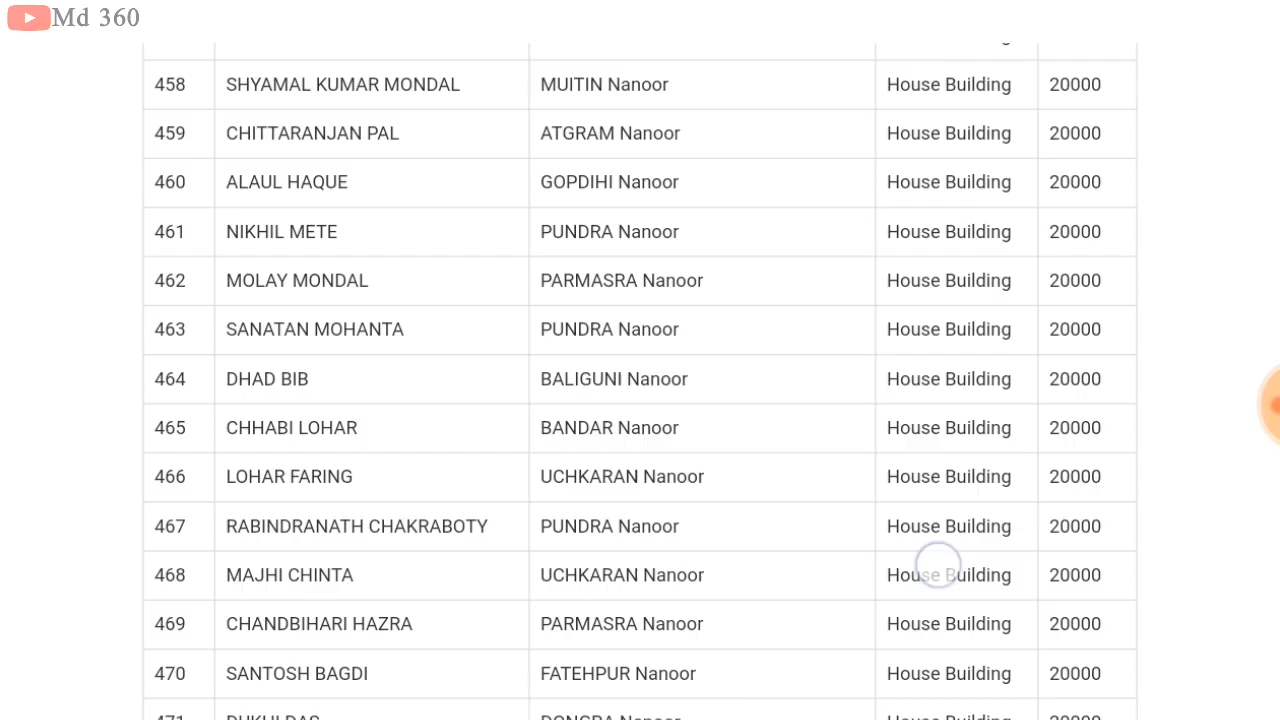 Md 360
458 SHYAMAL KUMAR MONDAL MUITIN Nanoor House Building 20000
459 CHITTARANJAN PAL ATGRAM Nanoor House Building 20000
460 ALAUL HAQUE GOPDIHI Nanoor House Building 20000
461 NIKHIL METE PUNDRA Nanoor House Building 20000
462 MOLAY MONDAL PARMASRA Nanoor House Building 20000
463 SANATAN MOHANTA PUNDRA Nanoor House Building 20000
464 DHAD BIB BALIGUNI Nanoor House Building 20000
465 CHHABI LOHAR BANDAR Nanoor House Building 20000
466 LOHAR FARING UCHKARAN Nanoor House Building 20000
467 RABINDRANATH CHAKRABOTY PUNDRA Nanoor House Building 20000
468 MAJHI CHINTA UCHKARAN Nanoor House Building 20000
469 CHANDBIHARI HAZRA PARMASRA Nanoor House Building 20000
470 SANTOSH BAGDI FATEHPUR Nanoor House Building 20000